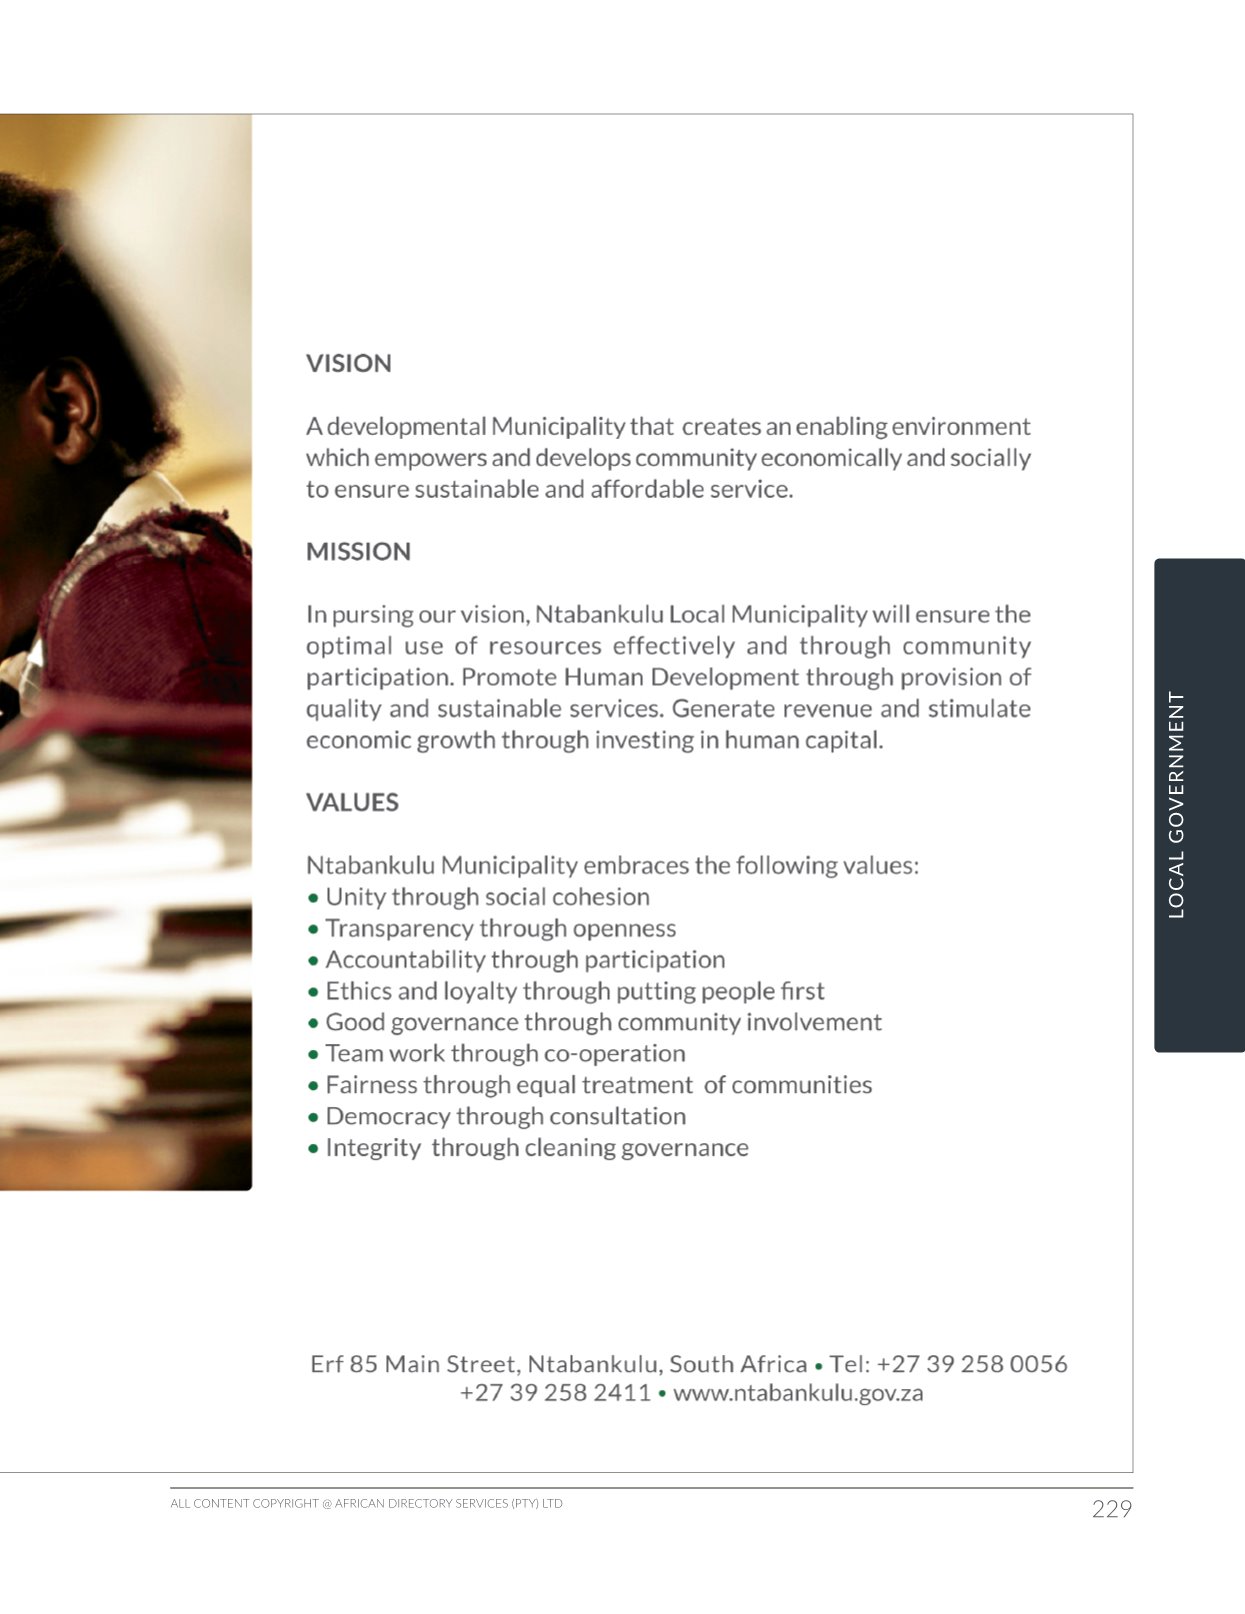 VISION
A developmental Municipality that creates an enabling environment
which empowers and develops community economically and socially
to ensure sustainable and affordable service.
MISSION
In pursing our vision, Ntabankulu Local Municipality will ensure the
optimal use of resources effectively and through community
participation. Promote Human Development through provision of
quality and sustainable services. Generate revenue and stimulate
economic growth through investing in human capital.
VALUES
Ntabankulu Municipality embraces the following values:
• Unity through social cohesion
• Transparency through openness
• Accountability through participation
• Ethics and loyalty through putting people first
• Good governance through community involvement
• Team work through co-operation
• Fairness through equal treatment of communities
• Democracy through consultation
• Integrity through cleaning governance
Erf 85 Main Street, Ntabankulu, South Africa • Tel: +27 39 258 0056
+27 39 258 2411 • www.ntabankulu.gov.za
LOCAL GOVERNMENT
ALL CONTENT COPYRIGHT @ AFRICAN DIRECTORY SERVICES (PTY) LTD
229